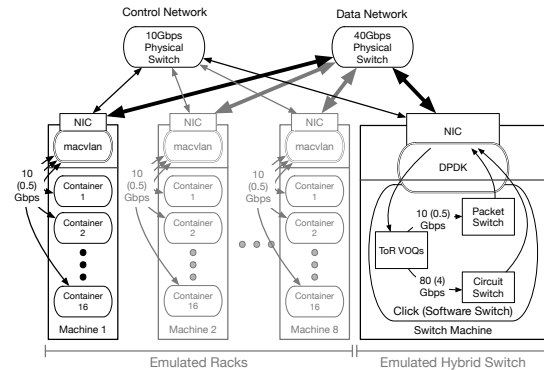 Control Network
Data Network
10Gbps
Physical
Switch
40Gbps
Physical
Switch
NIC
macvlan
10
(0.5)
Gbps
Container
1
Container
2
Container
16
Machine 1
NIC
macvlan
10
(0.5)
Gbps
Container
1
Container
2
Container
16
Machine 2
NIC
macvlan
10
(0.5)
Gbps
Container
1
Container
2
Container
16
Machine 8
NIC
DPDK
10 (0.5)
Gbps
Packet
Switch
ToR VOQs
80 (4)
Gbps
Circuit
Switch
Click (Software Switch)
Switch Machine
Emulated Racks
Emulated Hybrid Switch